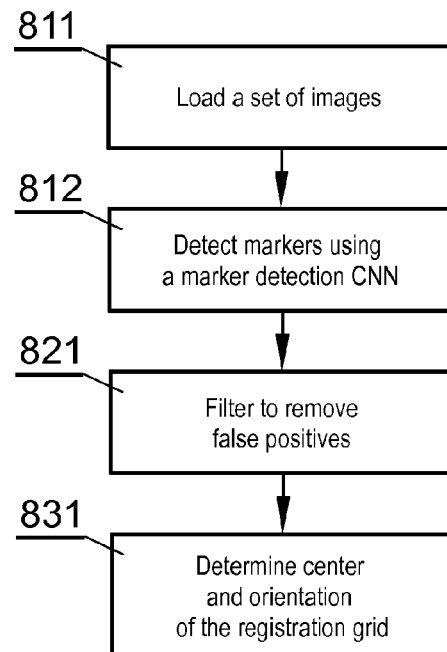 811
Load a set of images
812
Detect markers using
a marker detection CNN
821
Filter to remove
false positives
831
Determine center
and orientation
of the registration grid